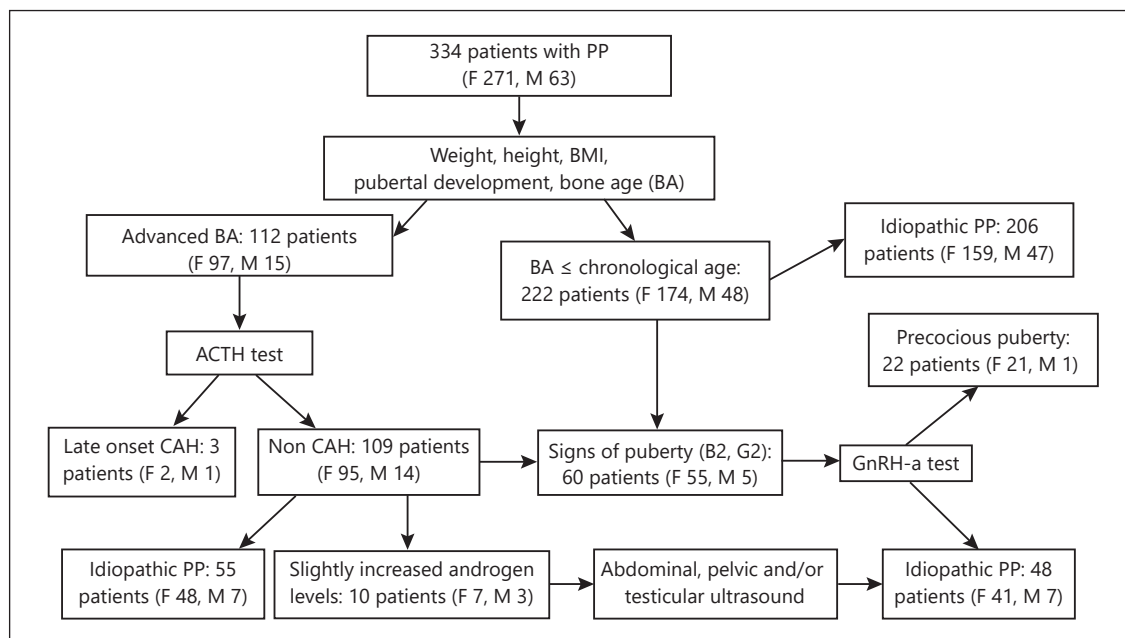 334 patients with PP
(F 271, M 63)
Weight, height, BMI,
pubertal development, bone age (BA)
Advanced BA: 112 patients
(F 97, M 15)
Idiopathic PP: 206
patients (F 159, M 47)
BA ≤ chronological age:
222 patients (F 174, M 48)
ACTH test
Precocious puberty:
22 patients (F 21, M 1)
Late onset CAH: 3
patients (F 2, M 1)
Non CAH: 109 patients
(F 95, M 14)
Signs of puberty (B2, G2):
60 patients (F 55, M 5)
GnRH-a test
Idiopathic PP: 55
patients (F 48, M 7)
Slightly increased androgen
levels: 10 patients (F 7, M 3)
Abdominal, pelvic and/or
testicular ultrasound
Idiopathic PP: 48
patients (F 41, M 7)